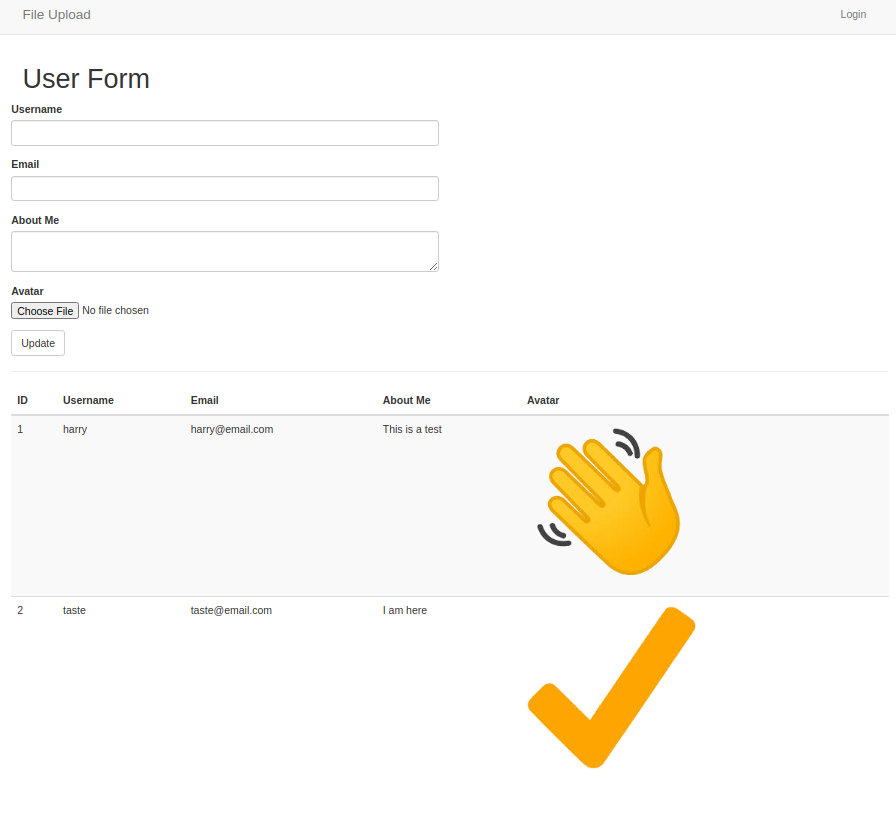 File Upload Login
User Form
Username
Email
About Me
Avatar
Choose File No file chosen
Update
ID Username Email About Me Avatar
1 harry harry@email.com This is a test
2 taste taste@email.com I am here